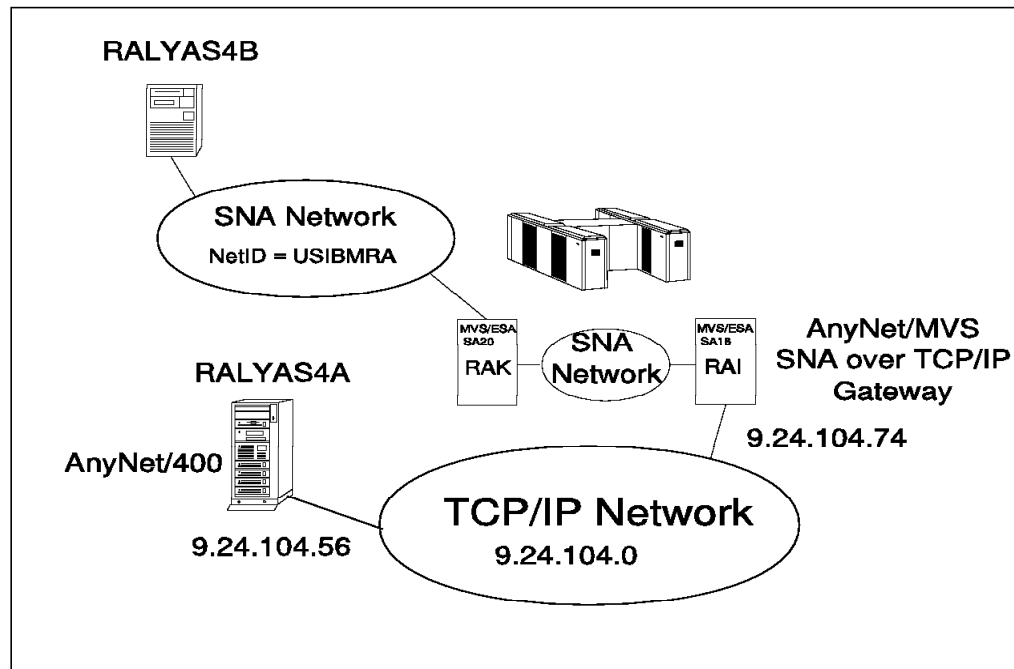 RALYAS4B
SNA Network
NetID = USIBMRA
MVS/ESA
SA20
RAK
SNA
Network
MVS/ESA
SA18
RAI
AnyNet/MVS
SNA over TCP/IP
Gateway
9.24.104.74
RALYAS4A
AnyNet/400
9.24.104.56
TCP/IP Network
9.24.104.0